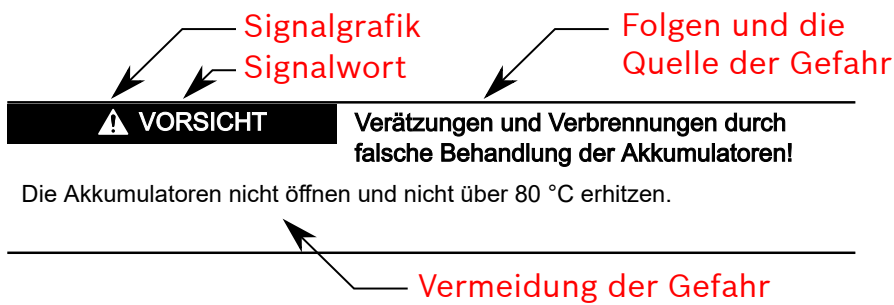 Signalgrafik
Signalwort
Folgen und die
Quelle der Gefahr
VORSICHT
Verätzungen und Verbrennungen durch
falsche Behandlung der Akkumulatoren!
Die Akkumulatoren nicht öffnen und nicht über 80 °C erhitzen.
Vermeidung der Gefahr